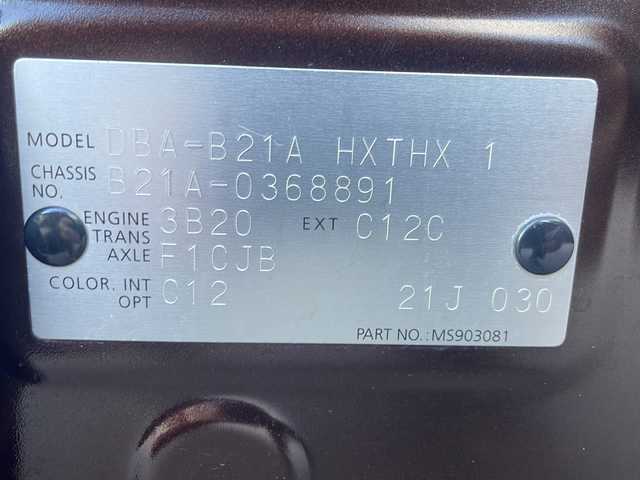 MODEL DBA-B21A HXTHX 1
CHASSIS NO. B21A-0368891
ENGINE 3B20 EXT C12C
TRANS AXLE F1CJB
COLOR, INT OPT C12 21J 030
PART NO.:MS903081